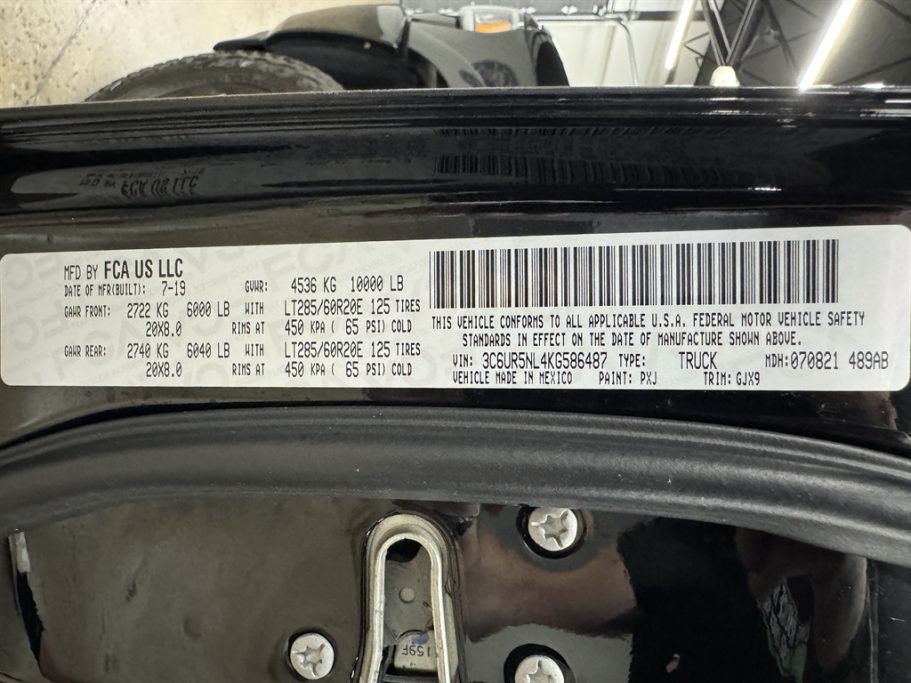 MFD BY FCA US LLC
DATE OF MFR(BUILT): 7-19 GVWR: 4536 KG 10000 LB
GAWR FRONT: 2722 KG 6000 LB WITH LT285/60R20E 125 TIRES
20X8.0 RIMS AT 450 KPA ( 65 PSI) COLD
GAWR REAR: 2740 KG 6040 LB WITH LT285/60R20E 125 TIRES
20X8.0 RIMS AT 450 KPA ( 65 PSI) COLD
THIS VEHICLE CONFORMS TO ALL APPLICABLE U.S.A. FEDERAL MOTOR VEHICLE SAFETY
STANDARDS IN EFFECT ON THE DATE OF MANUFACTURE SHOWN ABOVE.
VIN: 3C6UR5NL4KG586487 TYPE: TRUCK MDH:070821 489AB
VEHICLE MADE IN MEXICO PAINT: PXJ TRIM: GJX9
159F